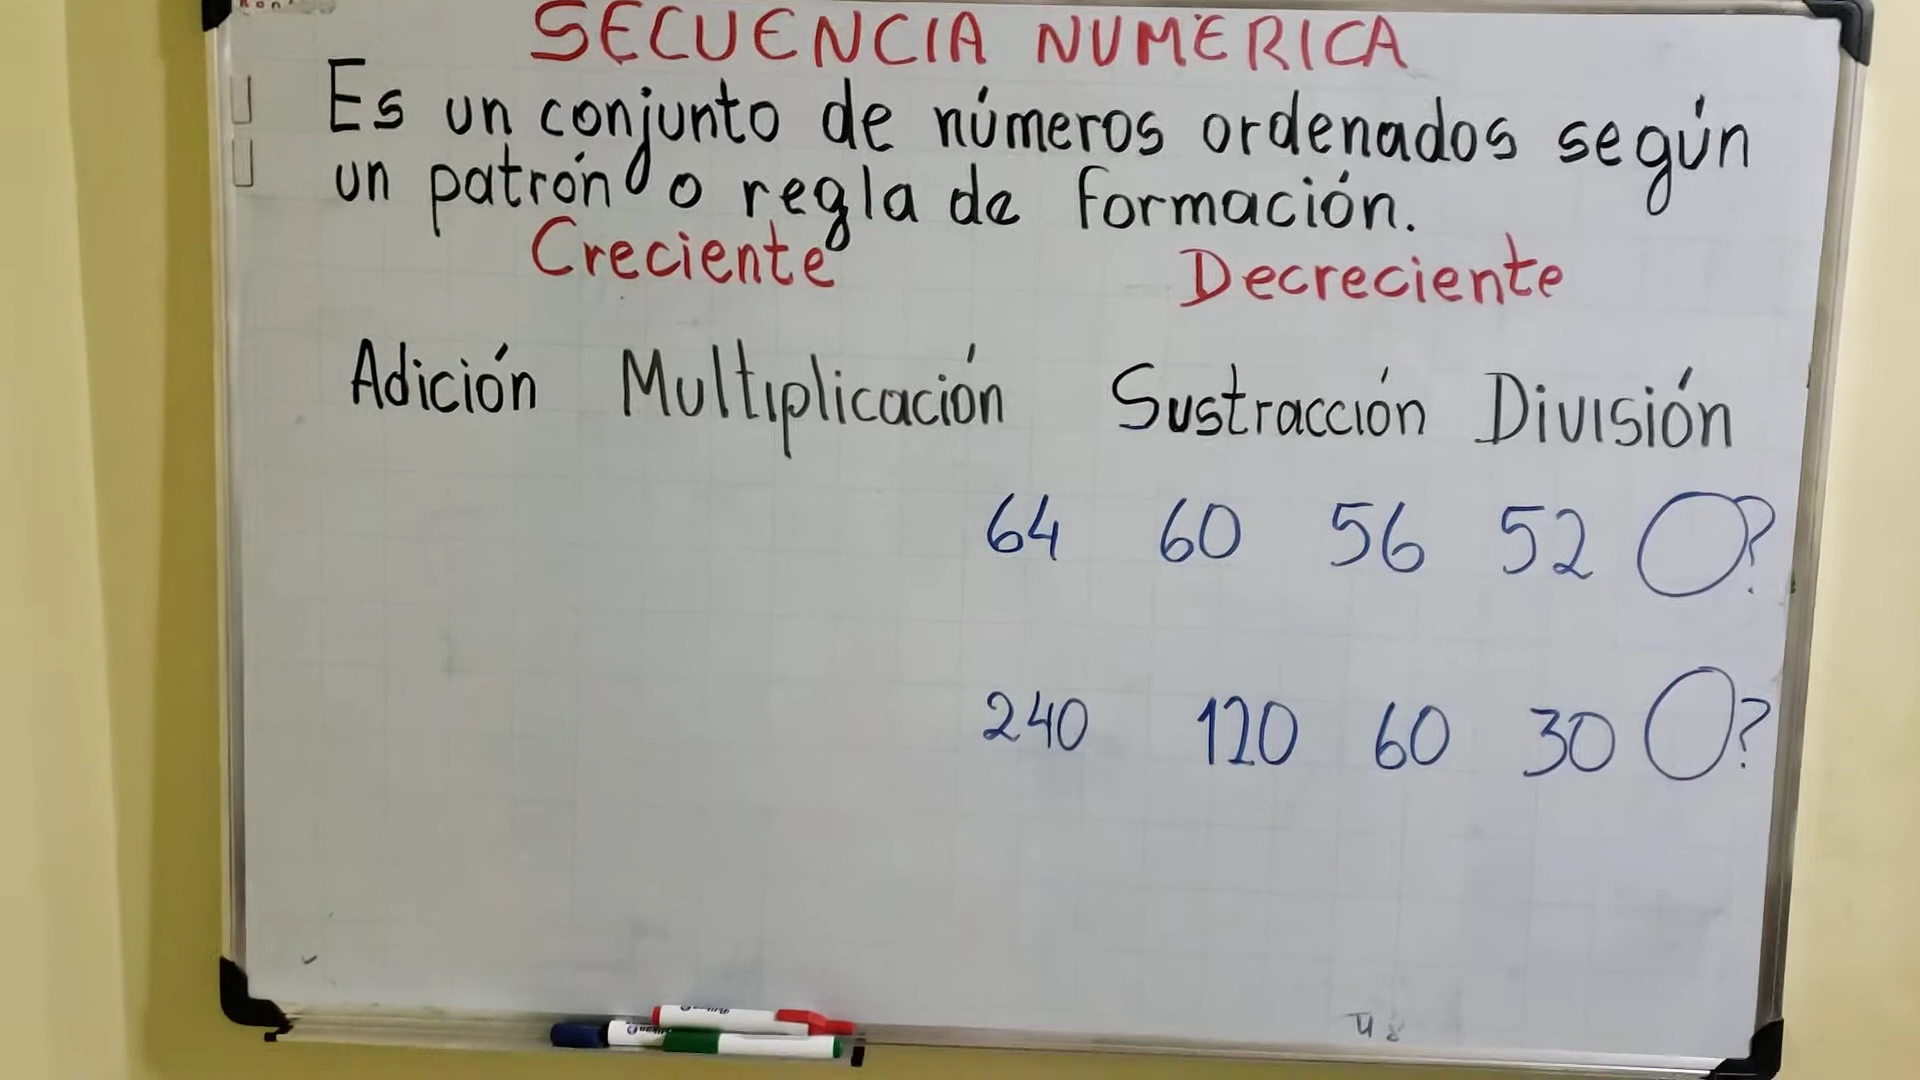 SECUENCIA NUMÉRICA
Es un conjunto de números ordenados según
un patrón o regla de formación.
Creciente Decreciente
Adición Multiplicación Sustracción División
64 60 56 52 ?
240 120 60 30 ?